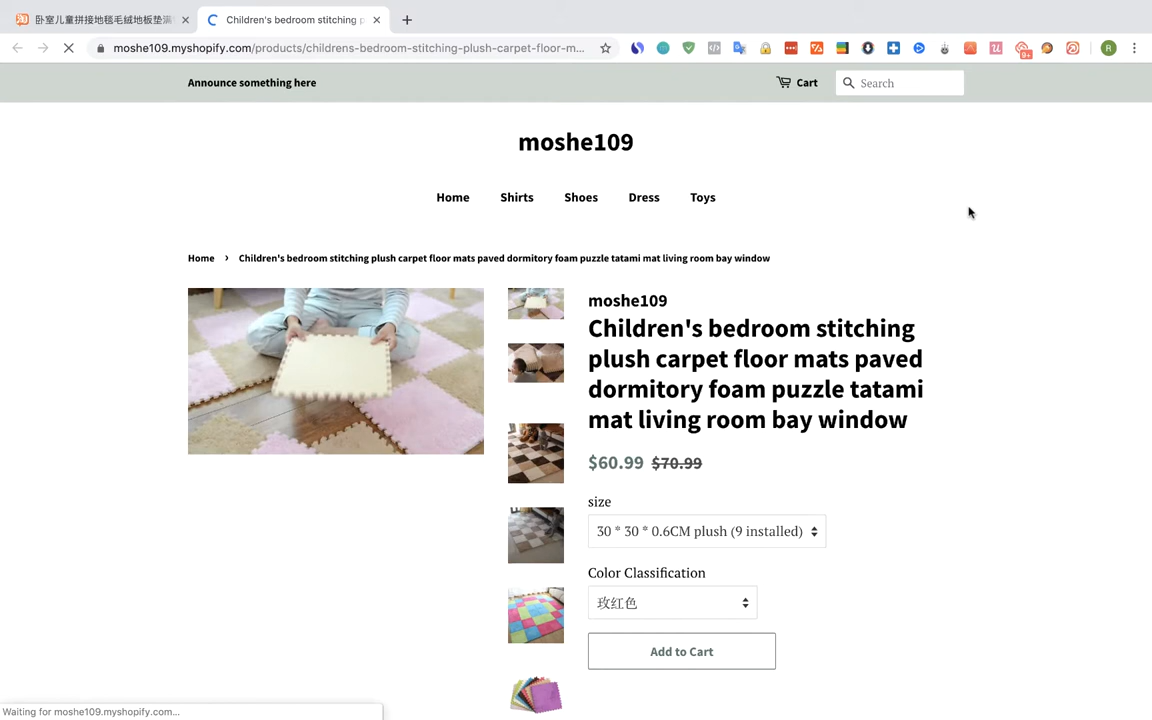 卧室儿童拼接地毯毛绒地板垫满
Children's bedroom stitching p
moshe109.myshopify.com/products/childrens-bedroom-stitching-plush-carpet-floor-m...
9+
R
Announce something here
Cart
Search
moshe109
Home
Shirts
Shoes
Dress
Toys
Home › Children's bedroom stitching plush carpet floor mats paved dormitory foam puzzle tatami mat living room bay window
moshe109
Children's bedroom stitching
plush carpet floor mats paved
dormitory foam puzzle tatami
mat living room bay window
$60.99 $70.99
size
30 * 30 * 0.6CM plush (9 installed)
Color Classification
玫红色
Add to Cart
Waiting for moshe109.myshopify.com...